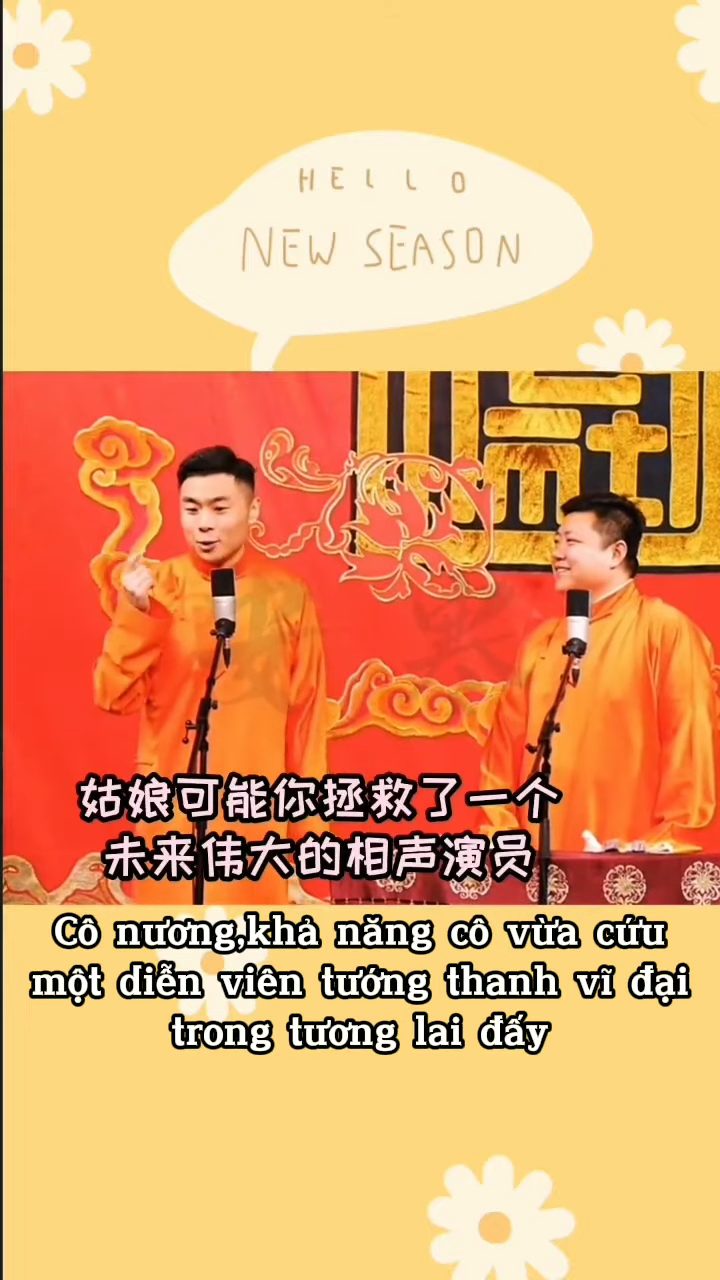 HELLO
NEW SEASON
姑娘可能你拯救了一个
未来伟大的相声演员
Cô nương,khả năng cô vừa cứu
một diễn viên tướng thanh vĩ đại
trong tương lai đấy